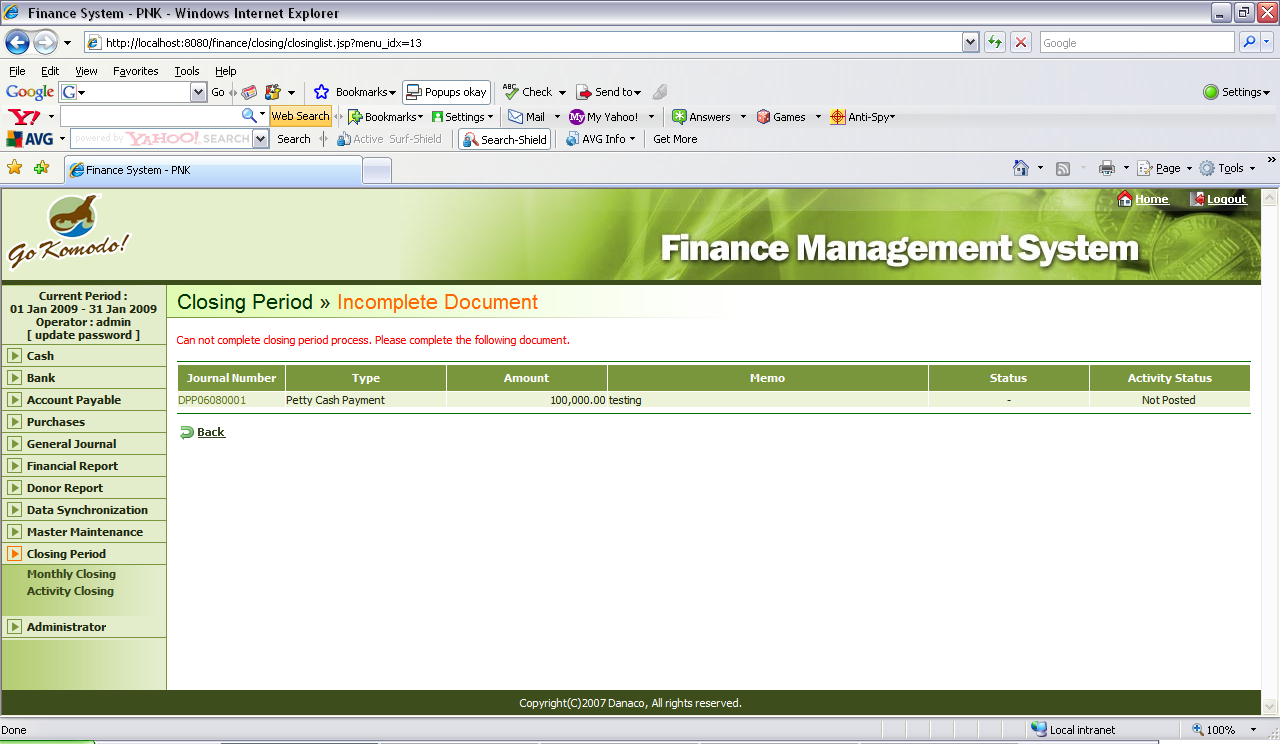 Finance System - PNK - Windows Internet Explorer
http://localhost:8080/finance/closing/closinglist.jsp?menu_idx=13
Google
File Edit View Favorites Tools Help
Google G Go Bookmarks Popups okay ABC Check Send to Settings
Y! Web Search Bookmarks Settings Mail My My Yahoo! Answers Games Anti-Spy
AVG powered by YAHOO! SEARCH Search Active Surf-Shield Search-Shield AVG Info Get More
Finance System - PNK Page Tools »
Home Logout
Go Komodo!
Finance Management System
Current Period :
01 Jan 2009 - 31 Jan 2009
Operator : admin
[ update password ]
Cash
Bank
Account Payable
Purchases
General Journal
Financial Report
Donor Report
Data Synchronization
Master Maintenance
Closing Period
Monthly Closing
Activity Closing
Administrator
Closing Period » Incomplete Document
Can not complete closing period process. Please complete the following document.
Journal Number Type Amount Memo Status Activity Status
DPP06080001 Petty Cash Payment 100,000.00 testing - Not Posted
Back
Copyright(C)2007 Danaco, All rights reserved.
Done Local intranet 100%